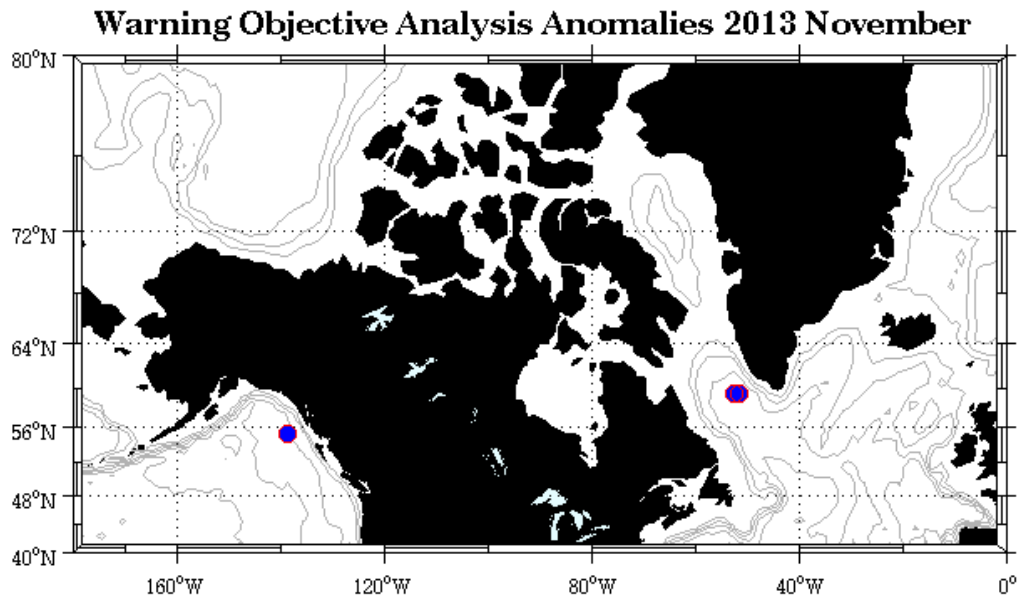 Warning Objective Analysis Anomalies 2013 November
80°N
72°N
64°N
56°N
48°N
40°N
160°W 120°W 80°W 40°W 0°